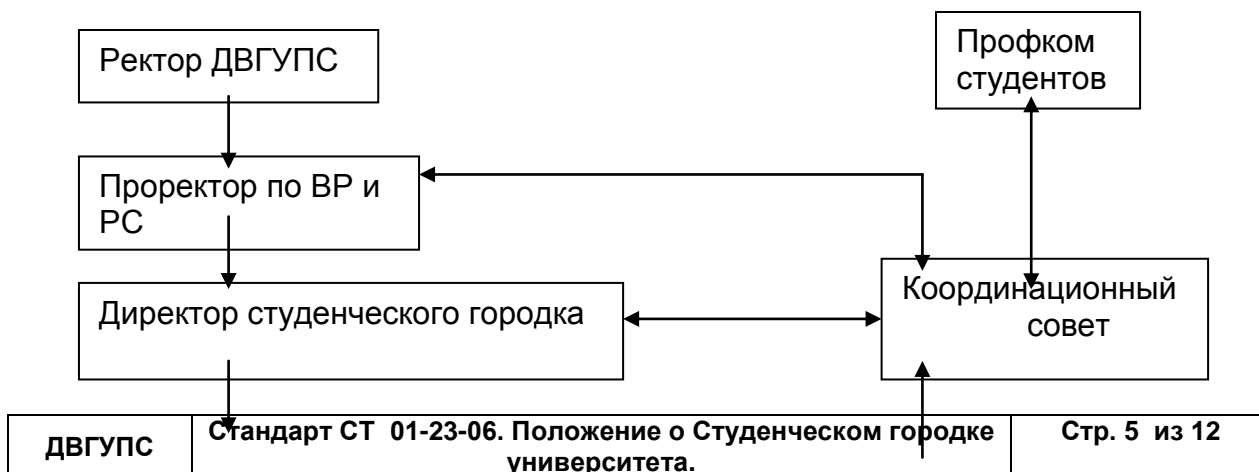 Ректор ДВГУПС
Профком
студентов
Проректор по ВР и
РС
Директор студенческого городка
Координационный
совет
ДВГУПС
Стандарт СТ 01-23-06. Положение о Студенческом городке
университета.
Стр. 5 из 12